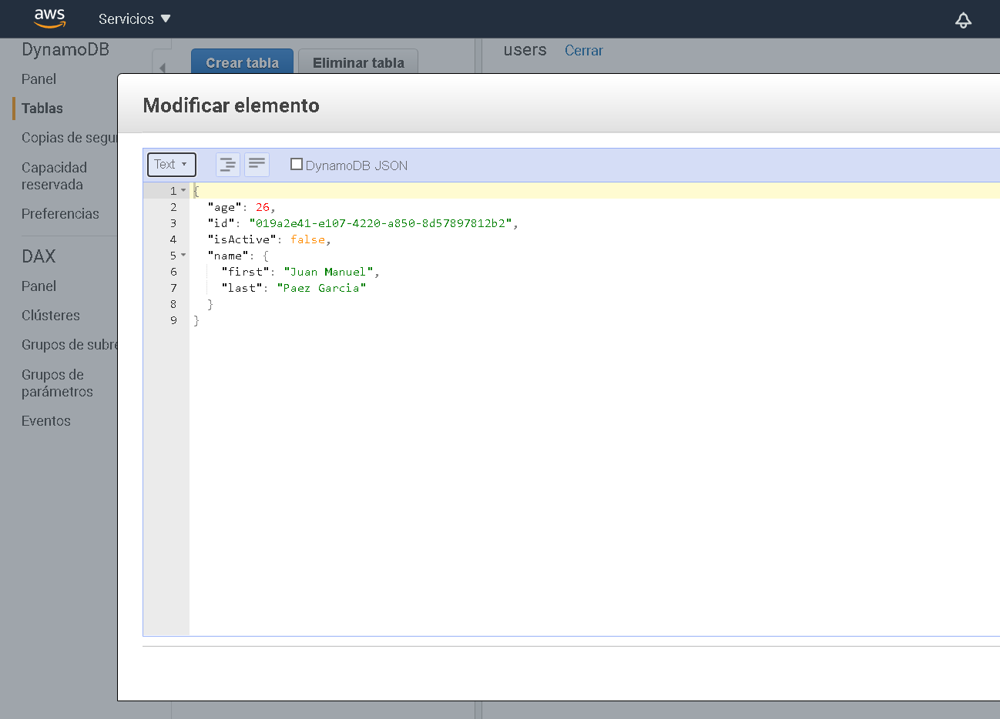 aws
Servicios
DynamoDB
Panel
Tablas
Copias de segu
Capacidad
reservada
Preferencias
DAX
Panel
Clústeres
Grupos de subre
Grupos de
parámetros
Eventos
Crear tabla
Eliminar tabla
users Cerrar
Modificar elemento
Text
DynamoDB JSON
1 {
2 "age": 26,
3 "id": "019a2e41-e107-4220-a850-8d57897812b2",
4 "isActive": false,
5 "name": {
6 "first": "Juan Manuel",
7 "last": "Paez Garcia"
8 }
9 }